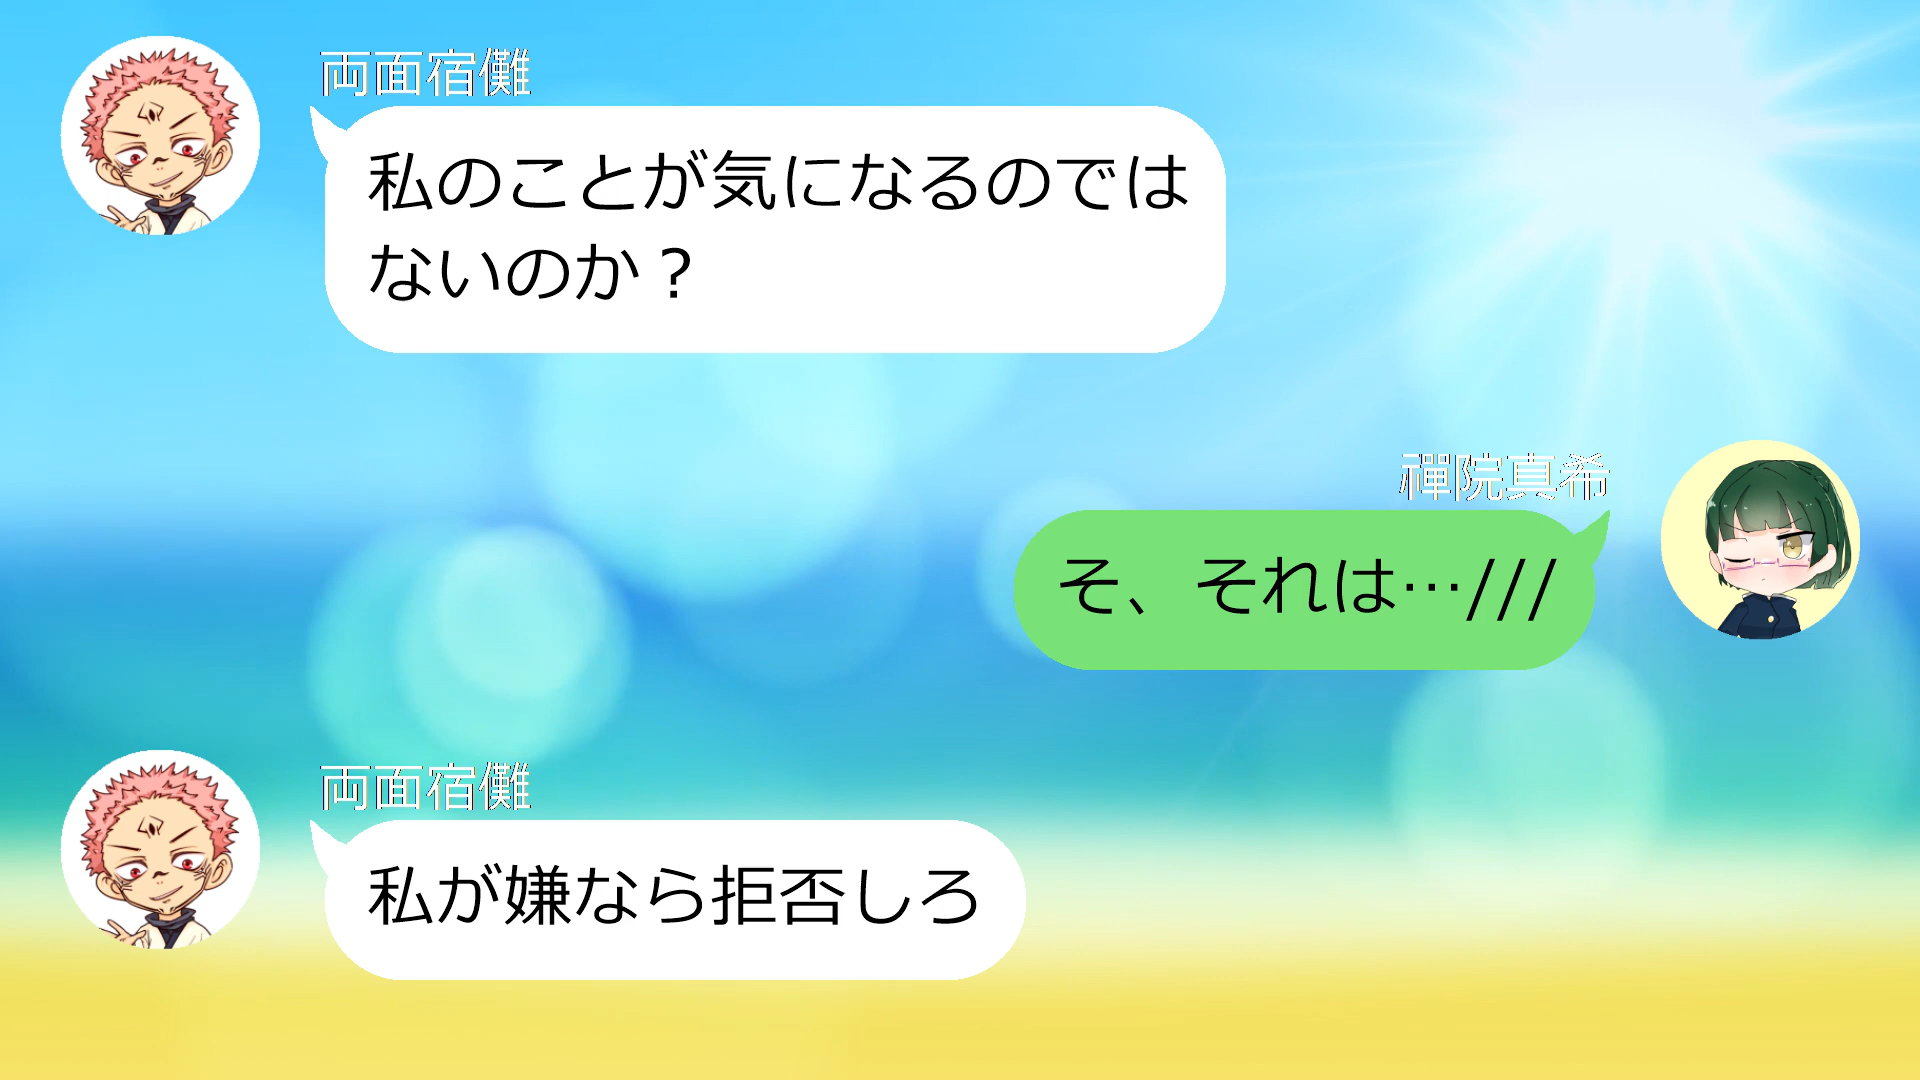 両面宿儺
私のことが気になるのでは
ないのか？
禪院真希
そ、それは…///
両面宿儺
私が嫌なら拒否しろ